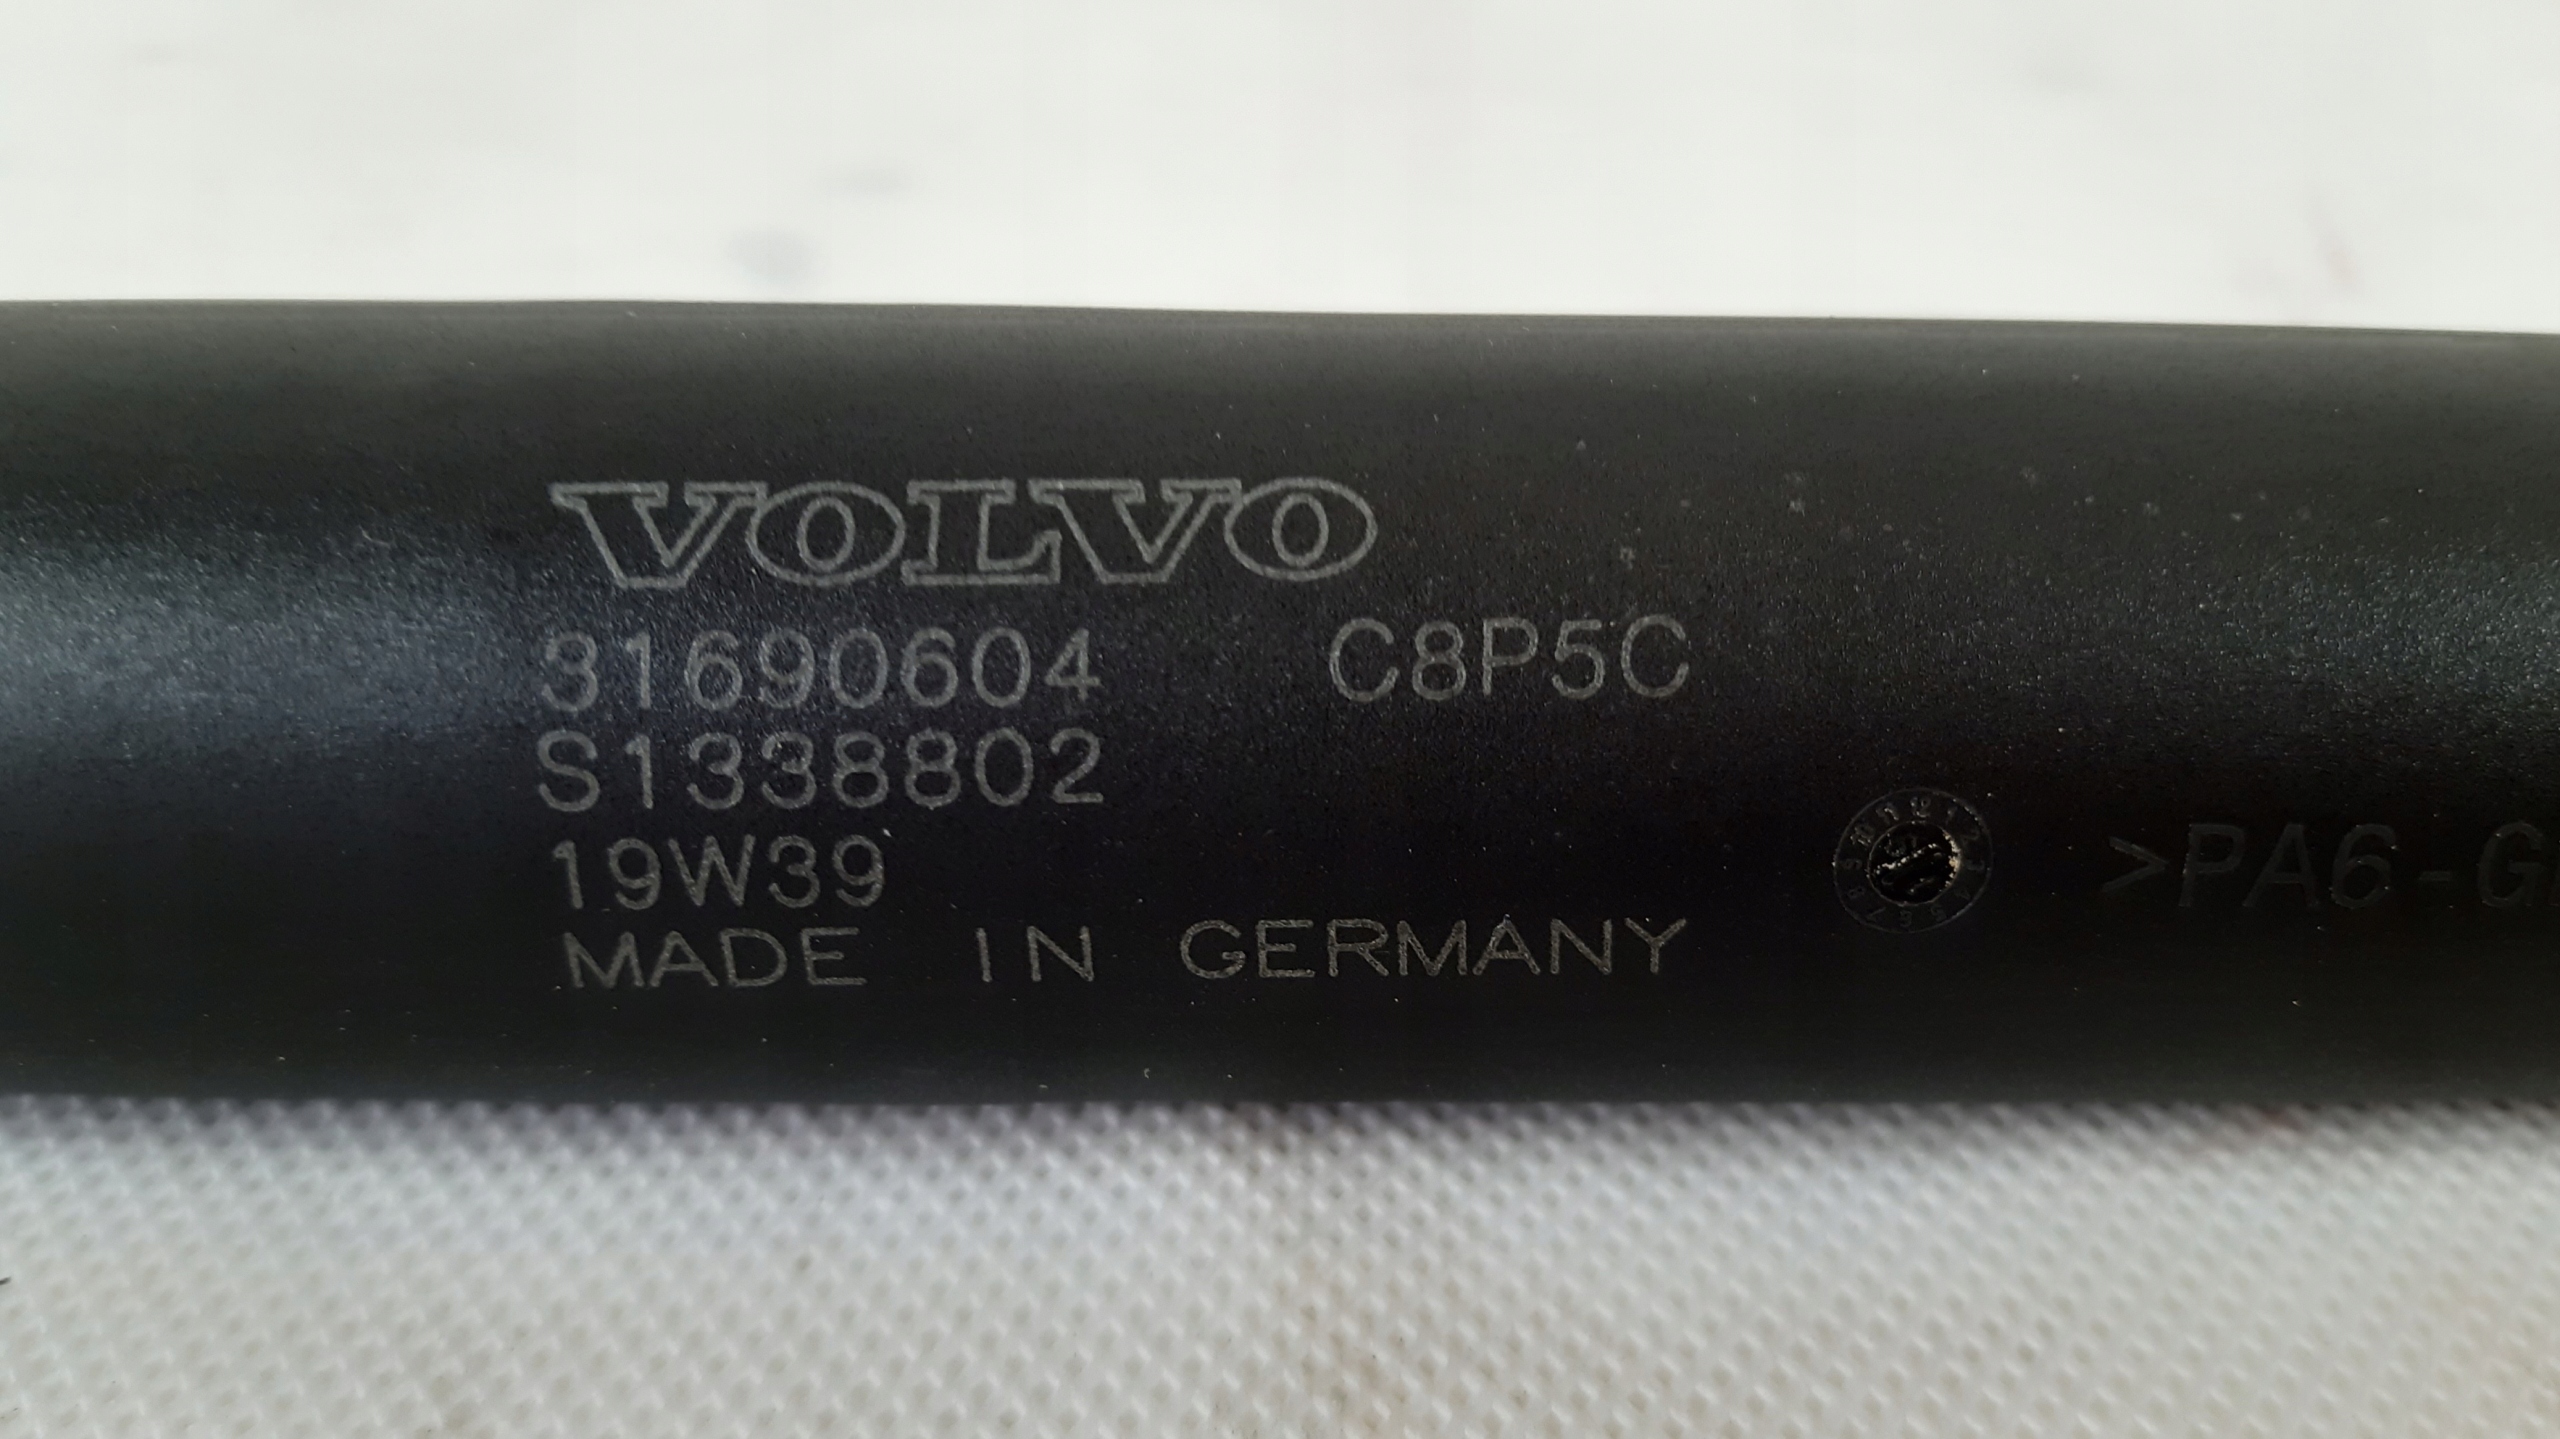 VOLVO
31690604 C8P5C
S1338802
19W39
MADE IN GERMANY
>PA6-G